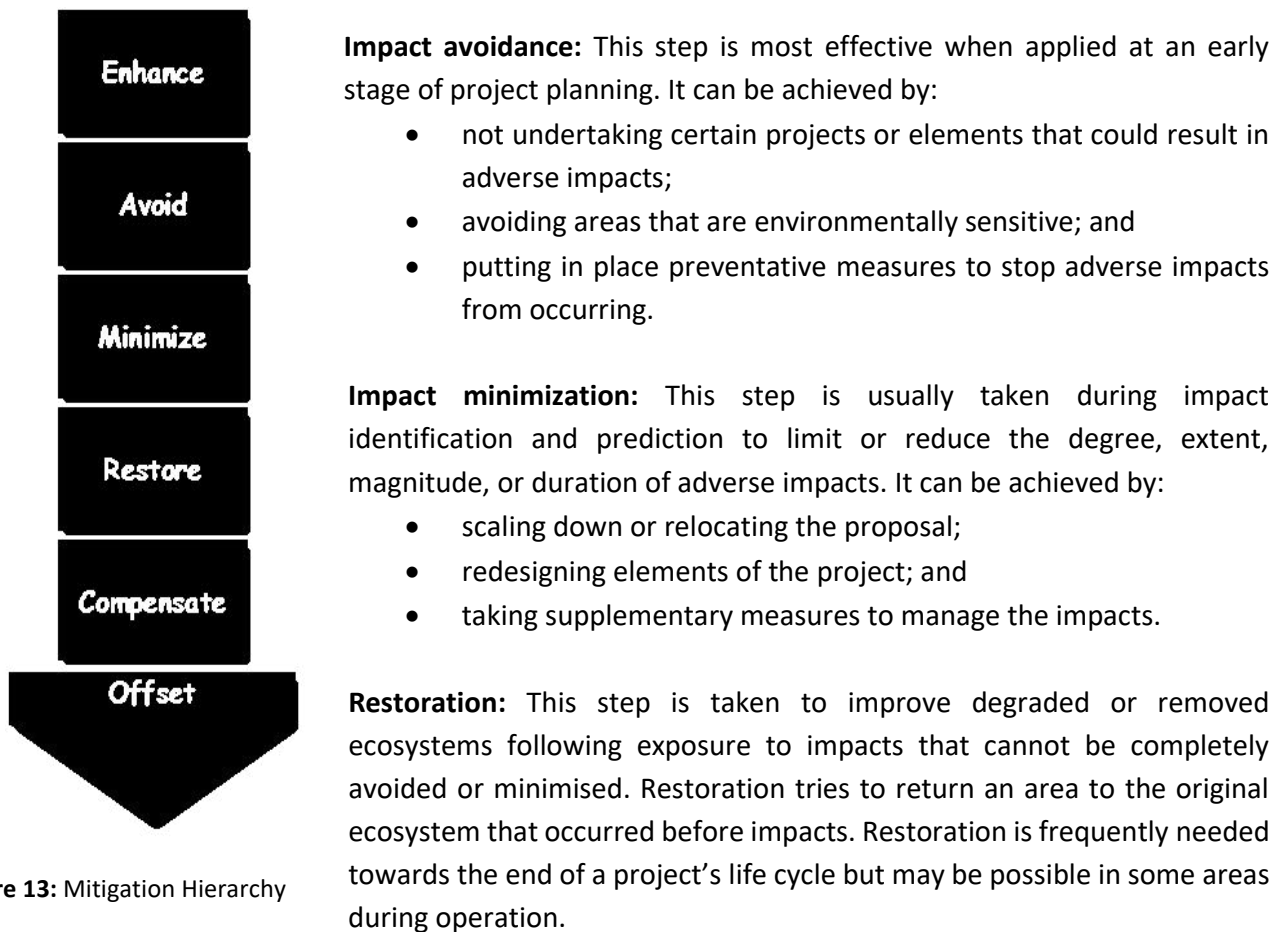 Enhance
Avoid
Minimize
Restore
Compensate
Offset
re 13: Mitigation Hierarchy
Impact avoidance: This step is most effective when applied at an early
stage of project planning. It can be achieved by:
• not undertaking certain projects or elements that could result in
adverse impacts;
• avoiding areas that are environmentally sensitive; and
• putting in place preventative measures to stop adverse impacts
from occurring.
Impact minimization: This step is usually taken during impact
identification and prediction to limit or reduce the degree, extent,
magnitude, or duration of adverse impacts. It can be achieved by:
• scaling down or relocating the proposal;
• redesigning elements of the project; and
• taking supplementary measures to manage the impacts.
Restoration: This step is taken to improve degraded or removed
ecosystems following exposure to impacts that cannot be completely
avoided or minimised. Restoration tries to return an area to the original
ecosystem that occurred before impacts. Restoration is frequently needed
towards the end of a project’s life cycle but may be possible in some areas
during operation.